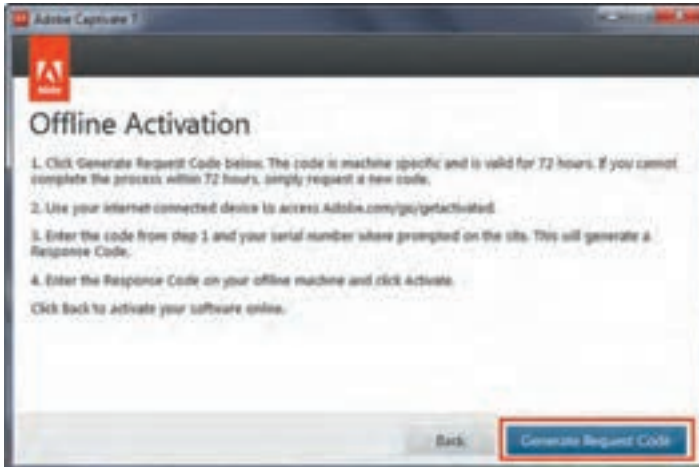 Adobe Captivate 7
Adobe
Offline Activation
1. Click Generate Request Code below. The code is machine specific and is valid for 72 hours. If you cannot
complete the process within 72 hours, simply request a new code.
2. Use your internet-connected device to access Adobe.com/go/getactivated.
3. Enter the code from step 1 and your serial number where prompted on the site. This will generate a
Response Code.
4. Enter the Response Code on your offline machine and click Activate.
Click Back to activate your software online.
Back
Generate Request Code